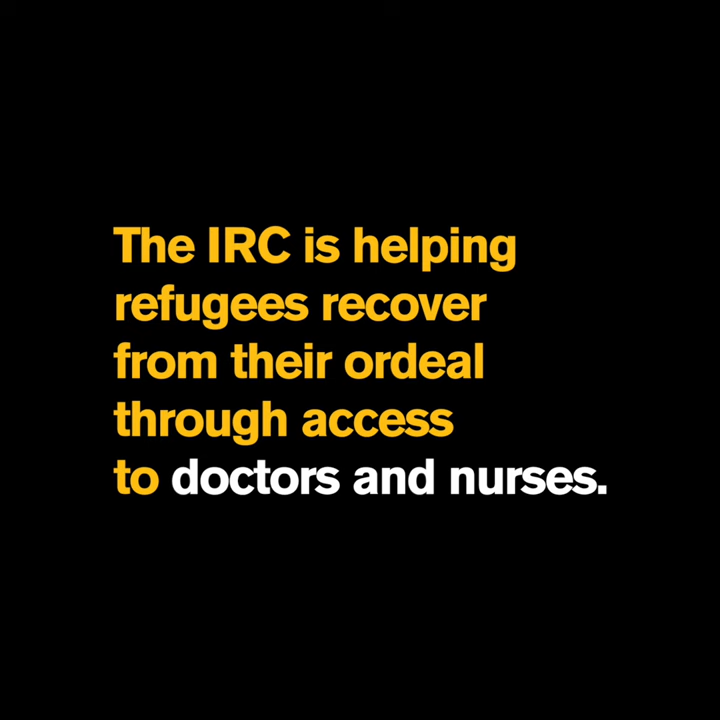 The IRC is helping
refugees recover
from their ordeal
through access
to doctors and nurses.